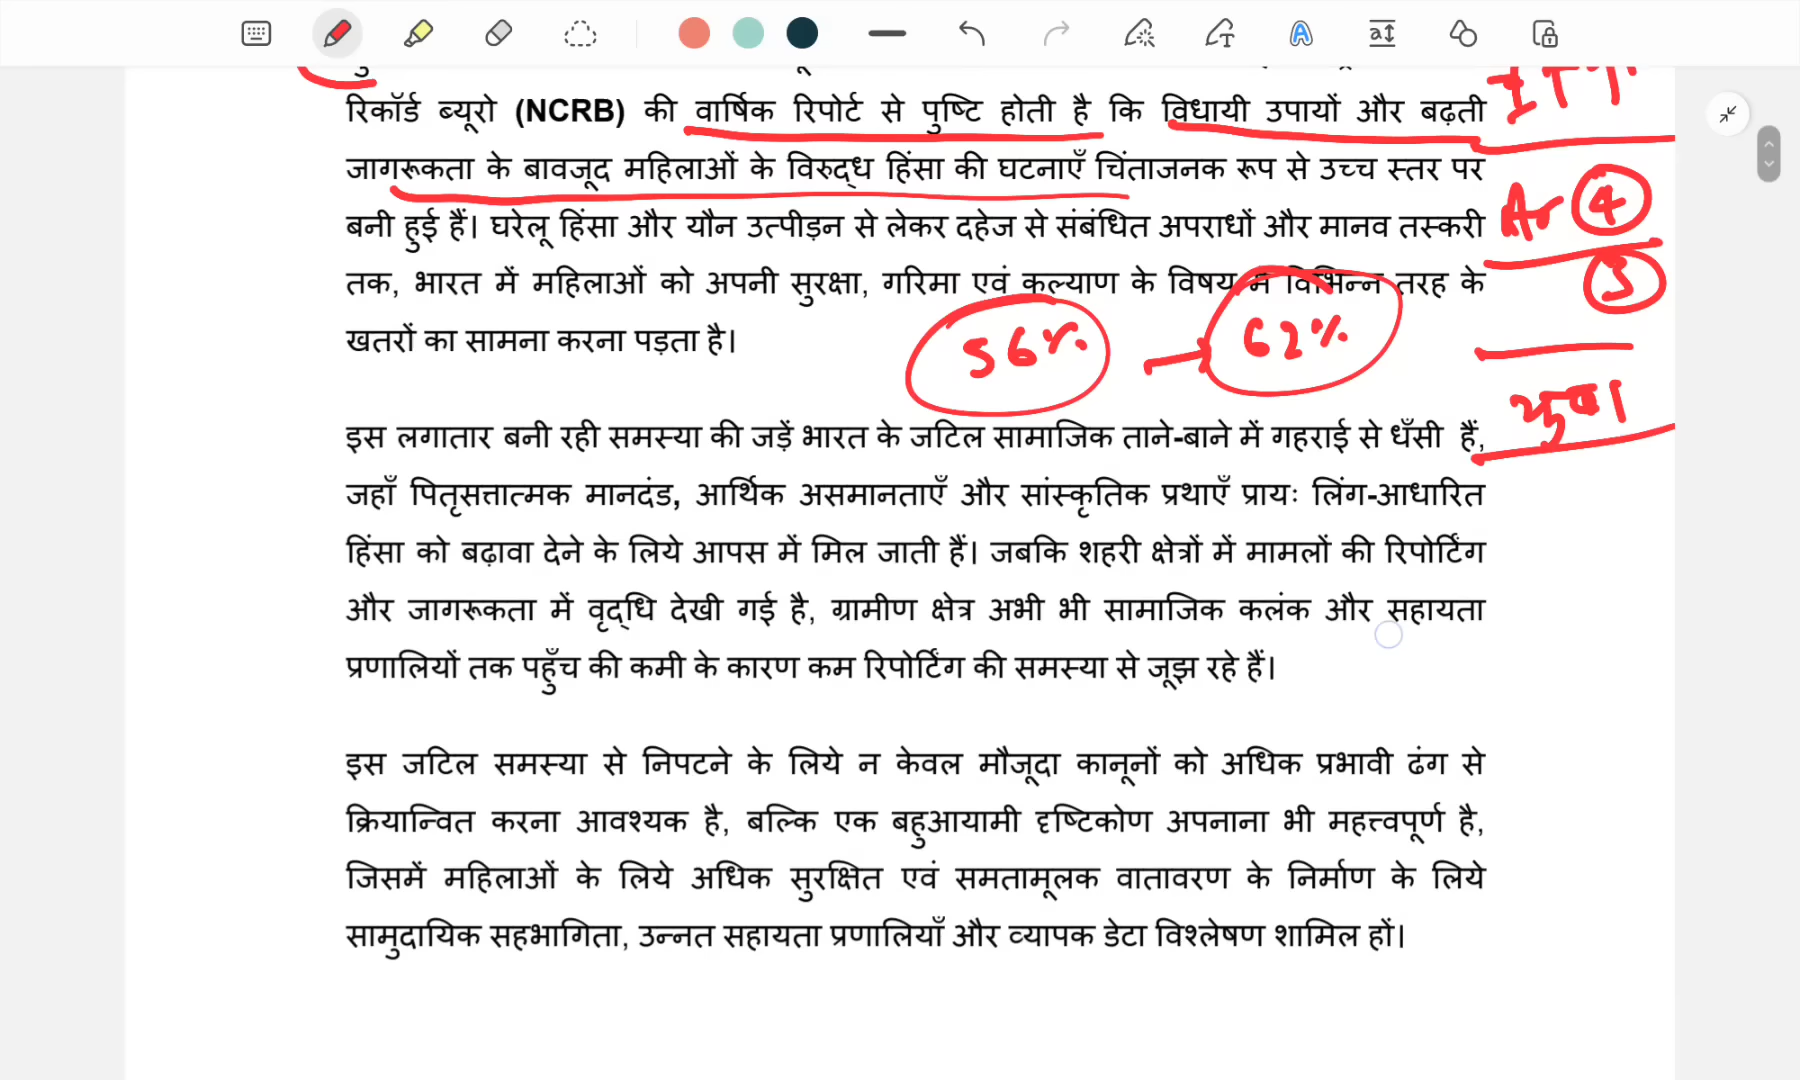 रिकॉर्ड ब्यूरो (NCRB) की वार्षिक रिपोर्ट से पुष्टि होती है कि विधायी उपायों और बढ़ती
जागरूकता के बावजूद महिलाओं के विरुद्ध हिंसा की घटनाएँ चिंताजनक रूप से उच्च स्तर पर
Ar 4
बनी हुई हैं। घरेलू हिंसा और यौन उत्पीड़न से लेकर दहेज से संबंधित अपराधों और मानव तस्करी
तक, भारत में महिलाओं को अपनी सुरक्षा, गरिमा एवं कल्याण के विषय में विभिन्न तरह के
5
खतरों का सामना करना पड़ता है।
56% 62%
युवा
इस लगातार बनी रही समस्या की जड़ें भारत के जटिल सामाजिक ताने-बाने में गहराई से धँसी हैं,
जहाँ पितृसत्तात्मक मानदंड, आर्थिक असमानताएँ और सांस्कृतिक प्रथाएँ प्रायः लिंग-आधारित
हिंसा को बढ़ावा देने के लिये आपस में मिल जाती हैं। जबकि शहरी क्षेत्रों में मामलों की रिपोर्टिंग
और जागरूकता में वृद्धि देखी गई है, ग्रामीण क्षेत्र अभी भी सामाजिक कलंक और सहायता
प्रणालियों तक पहुँच की कमी के कारण कम रिपोर्टिंग की समस्या से जूझ रहे हैं।
इस जटिल समस्या से निपटने के लिये न केवल मौजूदा कानूनों को अधिक प्रभावी ढंग से
क्रियान्वित करना आवश्यक है, बल्कि एक बहुआयामी दृष्टिकोण अपनाना भी महत्त्वपूर्ण है,
जिसमें महिलाओं के लिये अधिक सुरक्षित एवं समतामूलक वातावरण के निर्माण के लिये
सामुदायिक सहभागिता, उन्नत सहायता प्रणालियाँ और व्यापक डेटा विश्लेषण शामिल हों।